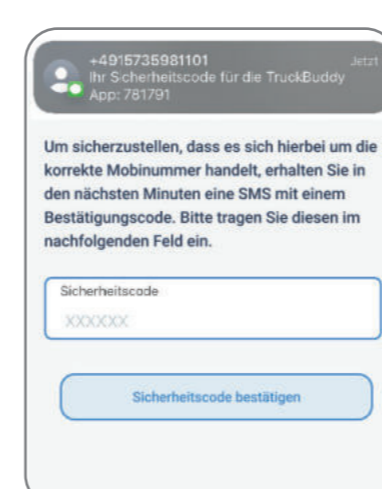 +4915735981101
Jetzt
Ihr Sicherheitscode für die TruckBuddy
App: 781791
Um sicherzustellen, dass es sich hierbei um die
korrekte Mobinummer handelt, erhalten Sie in
den nächsten Minuten eine SMS mit einem
Bestätigungscode. Bitte tragen Sie diesen im
nachfolgenden Feld ein.
Sicherheitscode
XXXXXX
Sicherheitscode bestätigen